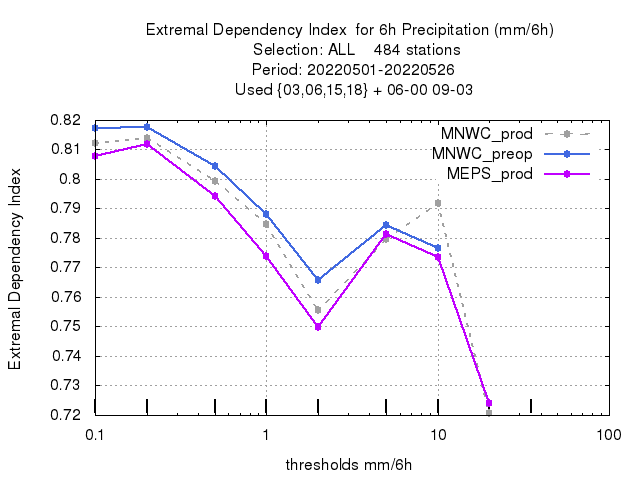 Extremal Dependency Index  for 6h Precipitation (mm/6h)
Selection: ALL    484 stations
Period: 20220501-20220526
Used {03,06,15,18} + 06-00 09-03
MNWC_prod
MNWC_preop
MEPS_prod
Extremal Dependency Index
0.82
0.81
0.8
0.79
0.78
0.77
0.76
0.75
0.74
0.73
0.72
0.1
1
10
100
thresholds mm/6h